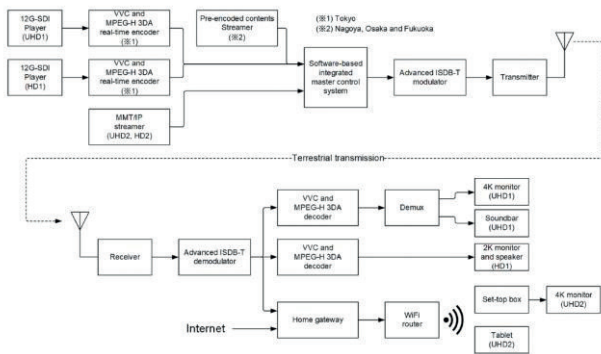 12G-SDI
Player
(UHD1)
VVC and
MPEG-H 3DA
real-time encoder
(※1)
Pre-encoded contents
Streamer
(※2)
(※1) Tokyo
(※2) Nagoya, Osaka and Fukuoka
12G-SDI
Player
(HD1)
VVC and
MPEG-H 3DA
real-time encoder
(※1)
Software-based
integrated
master control
system
Advanced ISDB-T
modulator
Transmitter
MMT/IP
streamer
(UHD2, HD2)
Terrestrial transmission
Receiver
Advanced ISDB-T
demodulator
VVC and
MPEG-H 3DA
decoder
Demux
4K monitor
(UHD1)
Soundbar
(UHD1)
VVC and
MPEG-H 3DA
decoder
2K monitor
and speaker
(HD1)
Internet
Home gateway
WiFi
router
Set-top box
4K monitor
(UHD2)
Tablet
(UHD2)